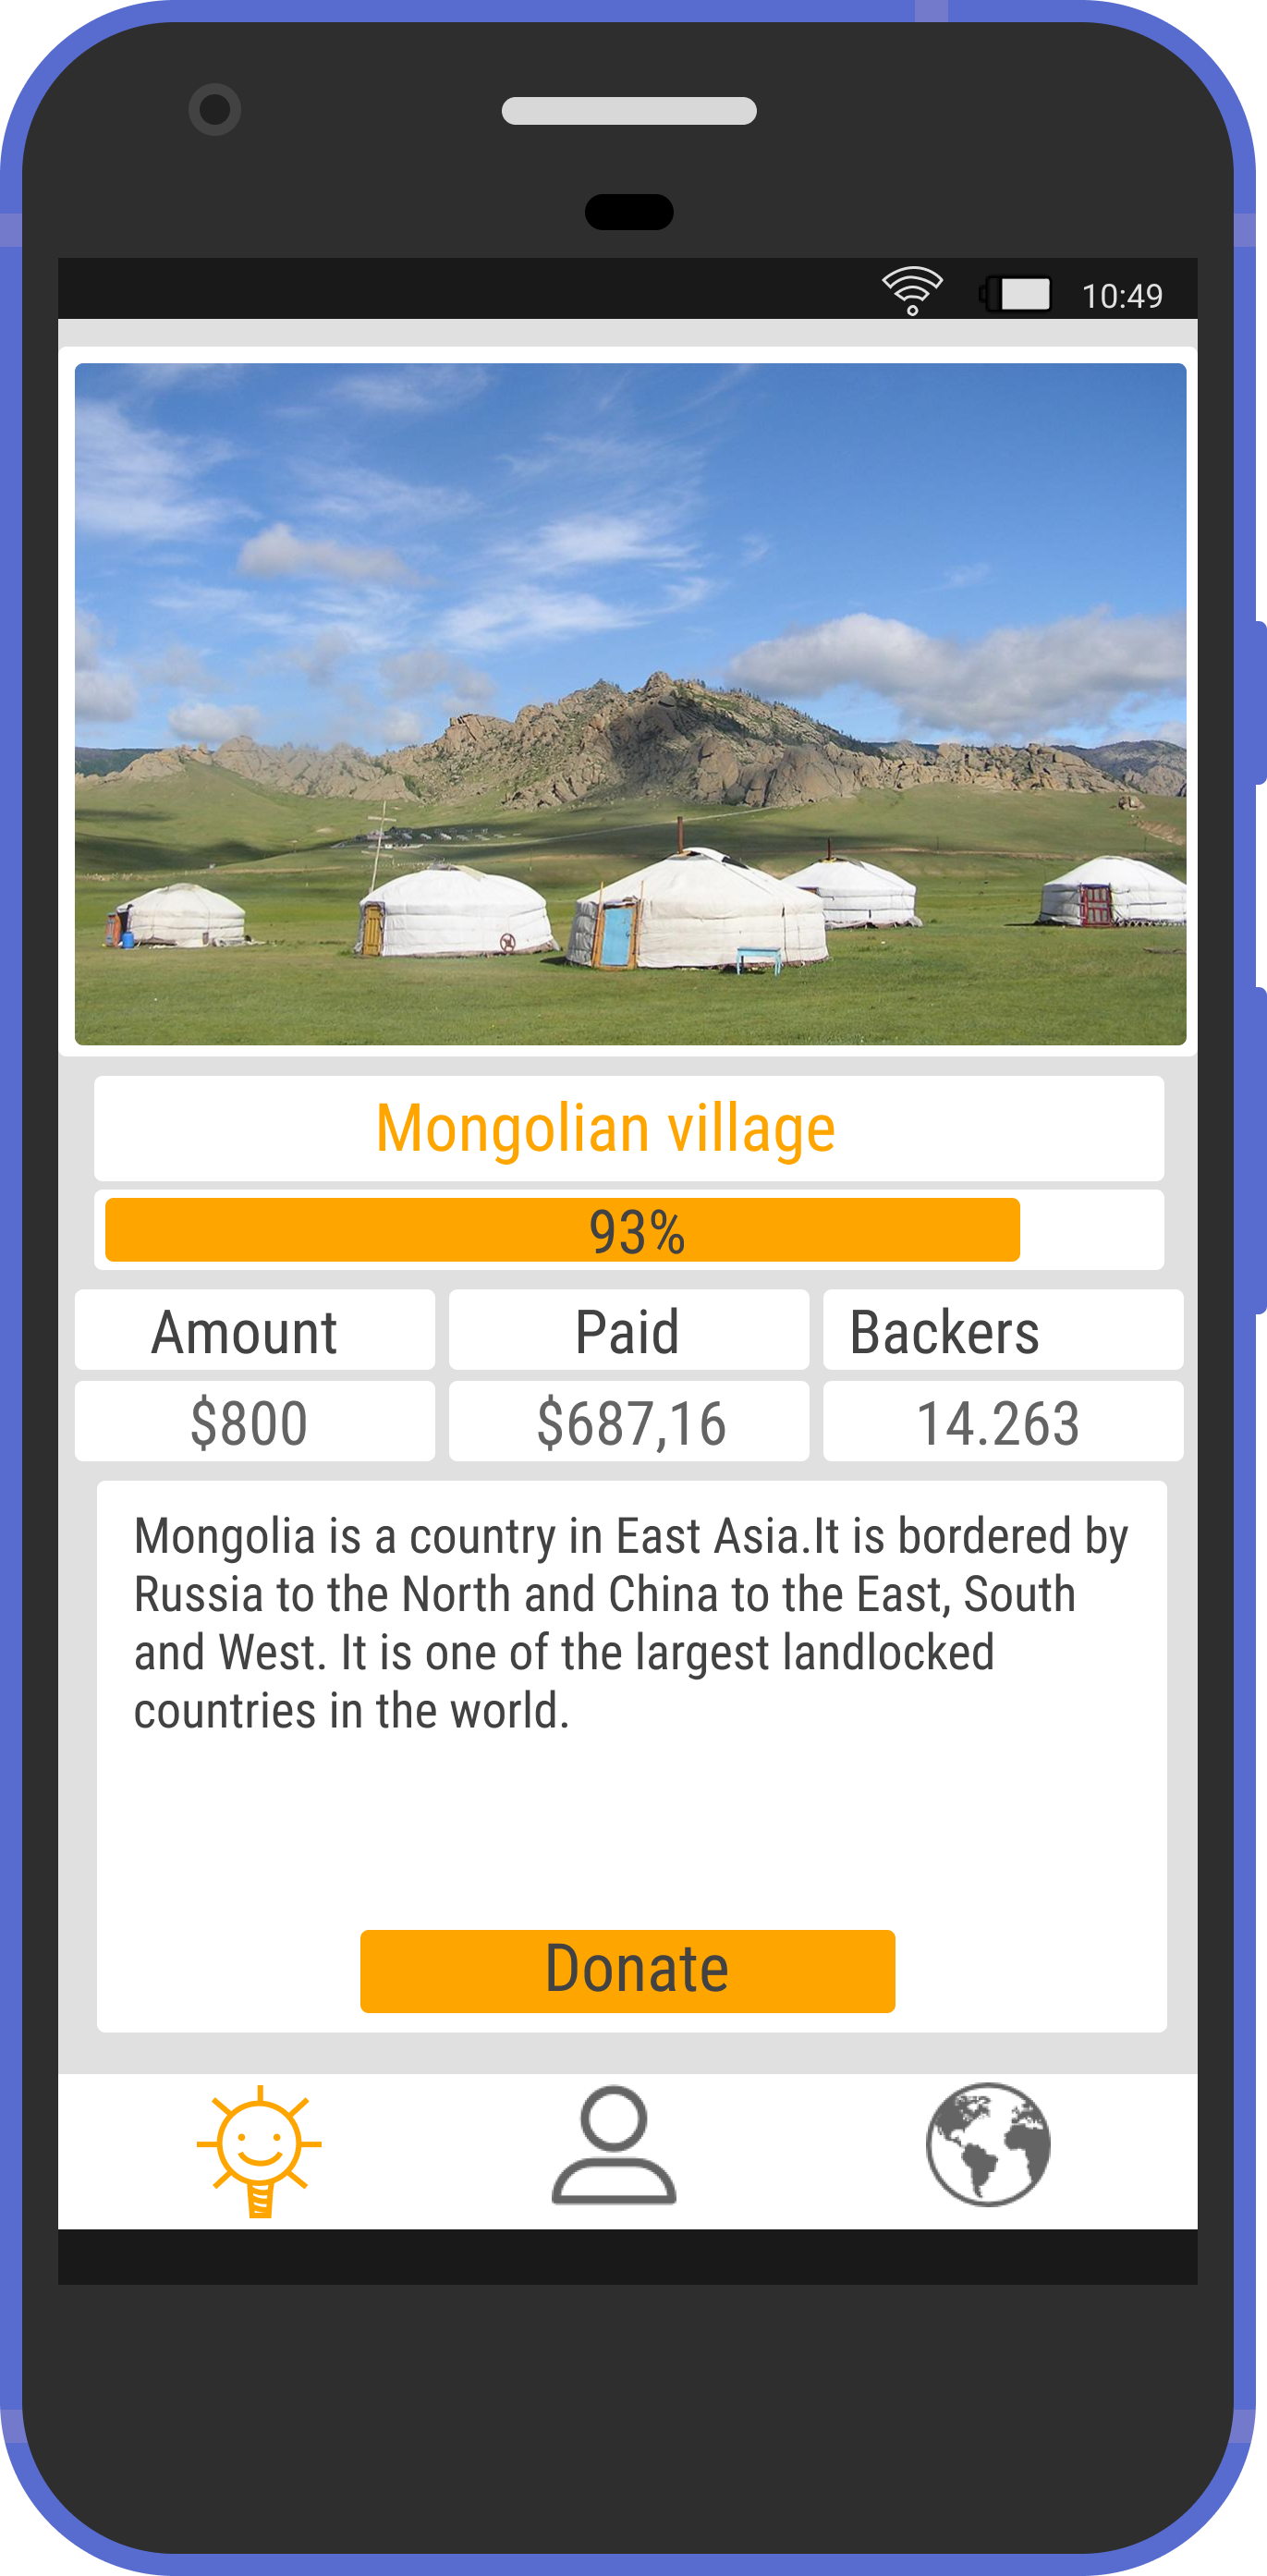 10:49
Mongolian village
93%
Amount Paid Backers
$800 $687,16 14.263
Mongolia is a country in East Asia.It is bordered by
Russia to the North and China to the East, South
and West. It is one of the largest landlocked
countries in the world.
Donate